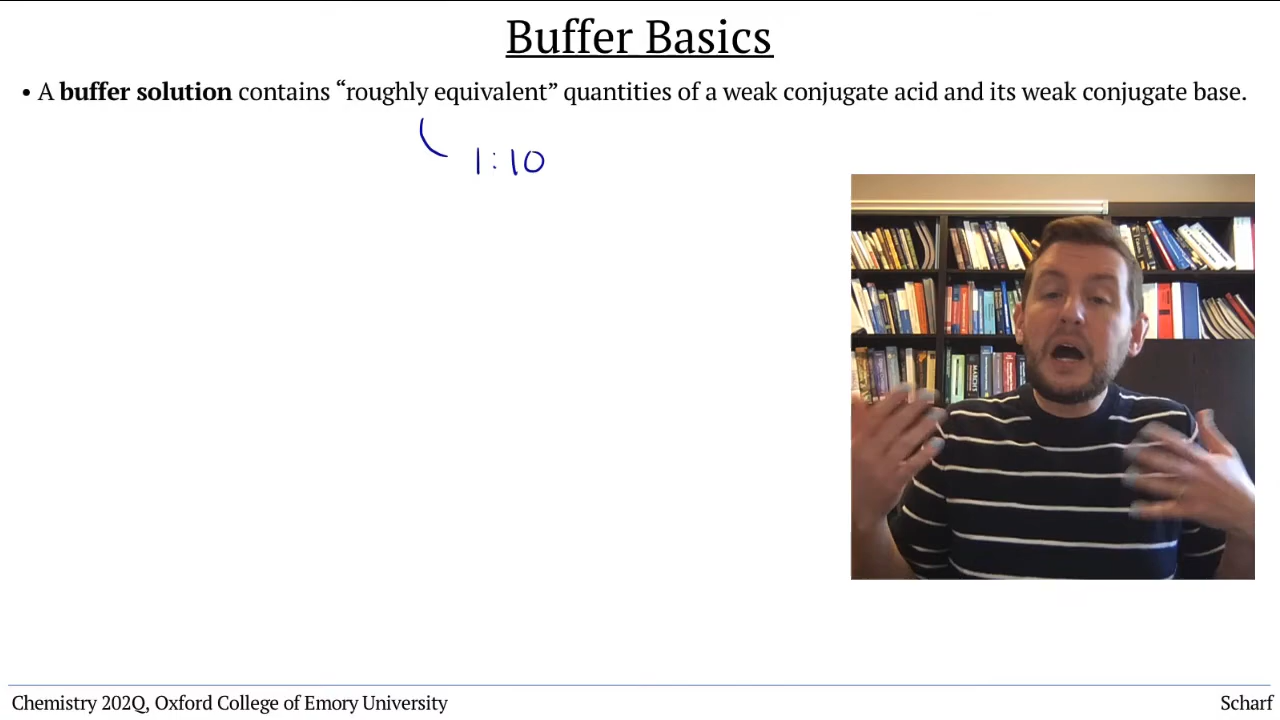 Buffer Basics
• A buffer solution contains “roughly equivalent” quantities of a weak conjugate acid and its weak conjugate base.
1:10
MARCH'S
Chemistry 202Q, Oxford College of Emory University
Scharf